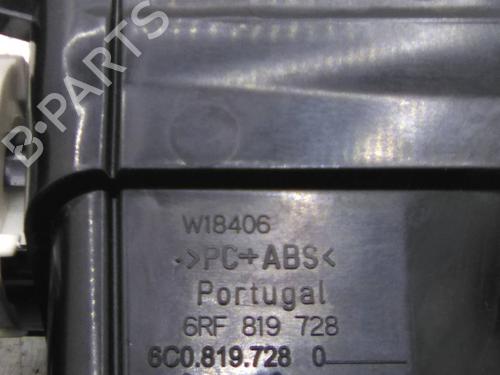 B-PARTS
W18406
>PC+ABS<
Portugal
6RF 819 728
6C0.819.728 0